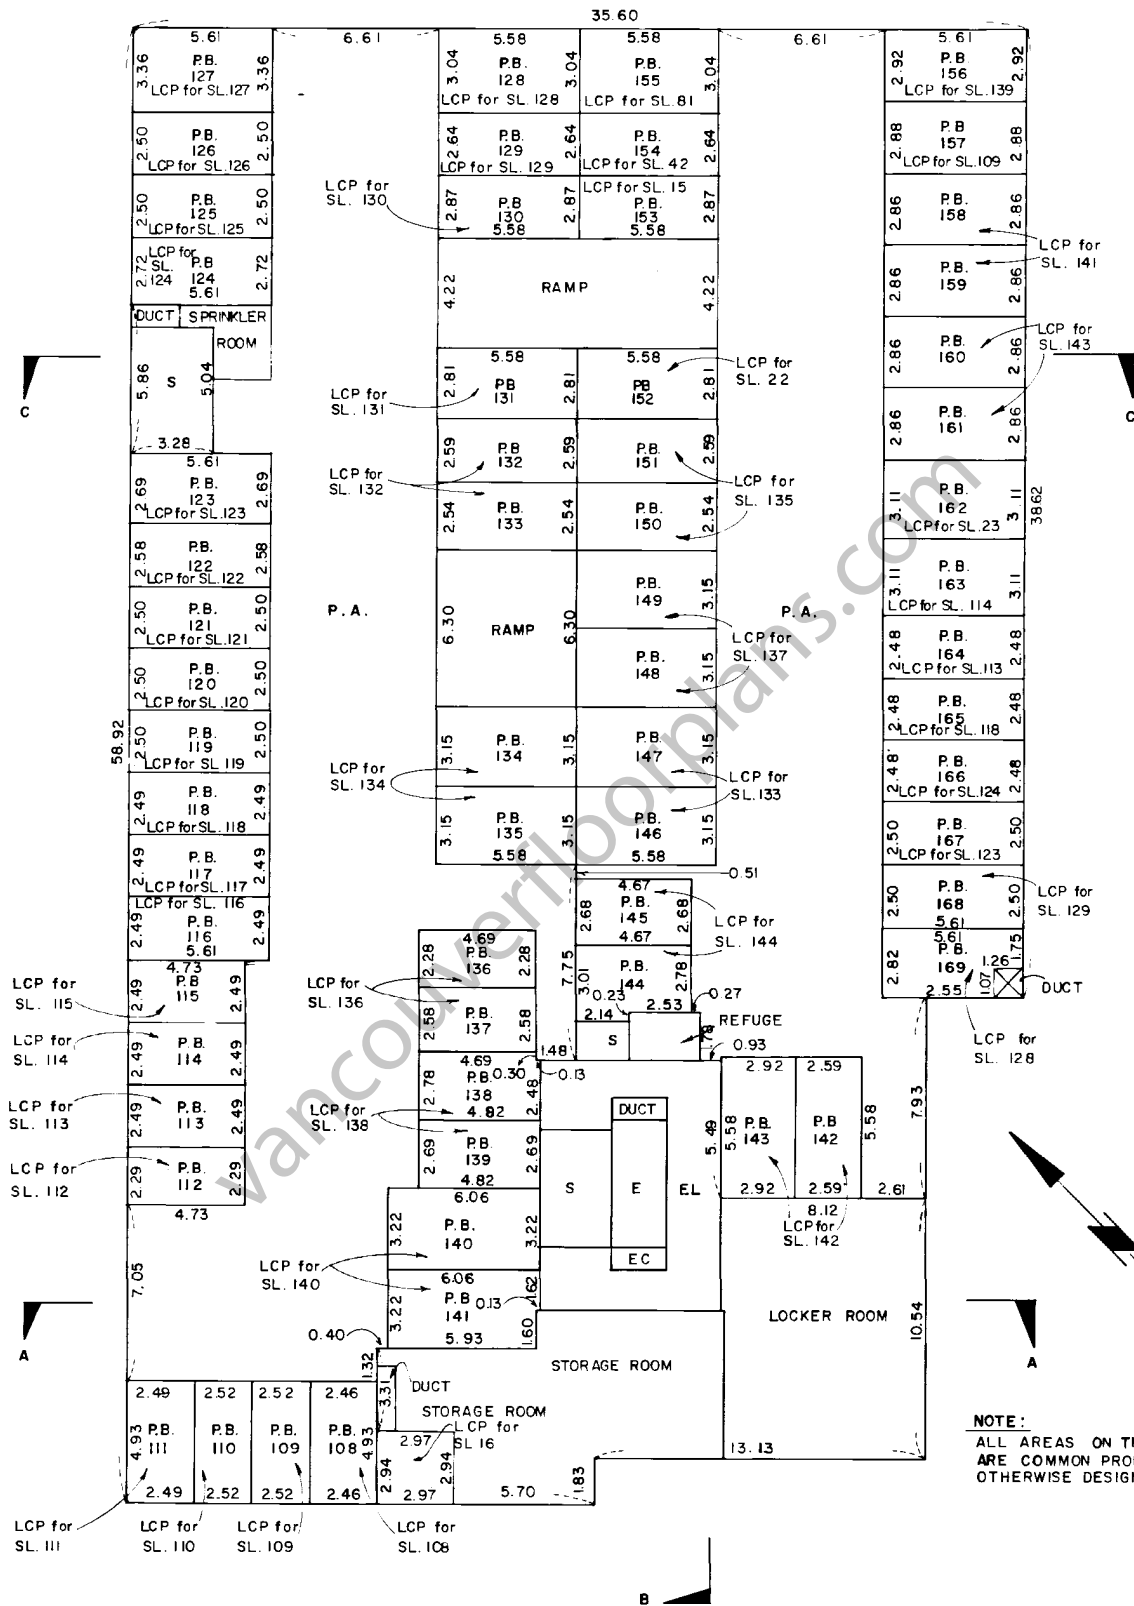 35.60
5.61 6.61 5.58 5.58 6.61 5.61
3.36 P.B. 127 3.36
LCP for SL.127
3.04 P.B. 128 3.04
LCP for SL. 128
P.B. 155 3.04
LCP for SL.81
2.92 P.B. 156 2.92
LCP for SL.139
2.50 P.B. 126 2.50
LCP for SL.126
2.64 P.B. 129 2.64
LCP for SL. 129
P.B. 154 2.64
LCP for SL. 42
2.88 P.B 157 2.88
LCP for SL.109
2.50 P.B. 125 2.50
LCP for SL.125
LCP for
SL. 130
2.87 P.B 130 2.87
5.58
LCP for SL. 15
P.B. 153 2.87
5.58
2.86 P.B. 158 2.86
LCP for
SL. 141
2.72 LCP for SL. 124
P.B 124 2.72
5.61
4.22 RAMP 4.22
2.86 P.B. 159 2.86
DUCT SPRINKLER
ROOM
5.86 S 5.04
3.28
C
5.58 5.58
LCP for
SL. 131
2.81 PB 131 2.81
PB 152 2.81
LCP for
SL. 22
2.86 P.B. 160 2.86
LCP for
SL.143
C
2.86 P.B. 161 2.86
5.61
2.69 P.B. 123 2.69
LCP for SL.123
LCP for
SL. 132
2.59 P.B 132 2.59
P.B. 151 2.59
LCP for
SL. 135
2.54 P.B. 133 2.54
P.B. 150 2.54
3.11 P.B. 162 3.11
LCP for SL.23
38.62
2.58 P.B. 122 2.58
LCP for SL.122
P.B. 149 3.15
3.11 P.B. 163 3.11
LCP for SL. 114
2.50 P.B. 121 2.50
LCP for SL.121
P.A.
6.30 RAMP 6.30
P.A.
LCP for
SL. 137
P.B. 148 3.15
2.48 P.B. 164 2.48
LCP for SL.113
2.50 P.B. 120 2.50
LCP for SL.120
2.48 P.B. 165 2.48
LCP for SL. 118
58.92
2.50 P.B. 119 2.50
LCP for SL. 119
3.15 P.B. 134 3.15
P.B. 147 3.15
2.48 P.B. 166 2.48
LCP for SL.124
LCP for
SL. 134
LCP for
SL. 133
2.49 P.B. 118 2.49
LCP for SL. 118
3.15 P.B. 135 3.15
5.58
P.B. 146 3.15
5.58
2.50 P.B. 167 2.50
LCP for SL.123
2.49 P.B. 117 2.49
LCP for SL. 117
0.51
2.50 P.B. 168 2.50
5.61
LCP for
SL. 129
LCP for SL. 116
2.49 P.B. 116 2.49
5.61
4.67
2.68 P.B. 145 2.68
4.67
LCP for
SL. 144
5.61
2.82 P.B. 169 1.75
1.26
1.07
2.55
DUCT
LCP for
SL. 128
4.73
LCP for
SL. 115
2.49 P.B 115 2.49
4.69
2.28 P.B. 136 2.28
LCP for
SL. 136
7.75
3.01 P.B. 144 2.78
2.53
0.23
0.27
2.14
S
REFUGE
1.78
0.93
2.58 P.B. 137 2.58
LCP for
SL. 114
2.49 P.B. 114 2.49
4.69
1.48
0.30
0.13
2.78 P.B. 138 2.48
4.82
LCP for
SL. 138
2.92 2.59
5.49
5.58 P.B. 143
P.B 142 5.58
2.92 2.59 2.61
7.93
LCP for
SL. 113
2.49 P.B. 113 2.49
DUCT
2.69 P.B. 139 2.69
4.82
LCP for
SL. 112
2.29 P.B. 112 2.29
4.73
S E EL
EC
8.12
LCP for
SL. 142
6.06
3.22 P.B. 140 3.22
LCP for
SL. 140
7.05
6.06
3.22 P.B 141
1.62
0.13
1.60
5.93
LOCKER ROOM
10.54
A
A
0.40
1.32
3.31
DUCT
STORAGE ROOM
STORAGE ROOM
LCP for
SL 16
2.49 2.52 2.52 2.46
4.93 P.B. 111
P.B. 110
P.B. 109
P.B. 108 4.93
2.97
2.94 2.94
2.97
2.49 2.52 2.52 2.46
5.70
1.83
13.13
NOTE:
ALL AREAS ON TH
ARE COMMON PRO
OTHERWISE DESIG
LCP for
SL. 111
LCP for
SL. 110
LCP for
SL. 109
LCP for
SL. 108
B
vancouverfloorplans.com